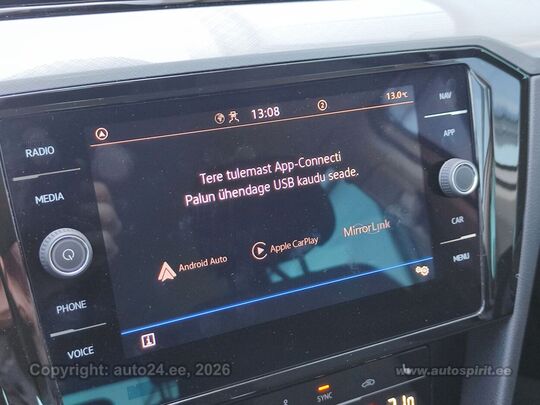 13:08
2
13.0°C
NAV
RADIO
APP
Tere tulemast App-Connecti
Palun ühendage USB kaudu seade.
MEDIA
Android Auto
Apple CarPlay
MirrorLink
CAR
MENU
PHONE
VOICE
Copyright: auto24.ee, 2026
www.autospirit.ee
SYNC